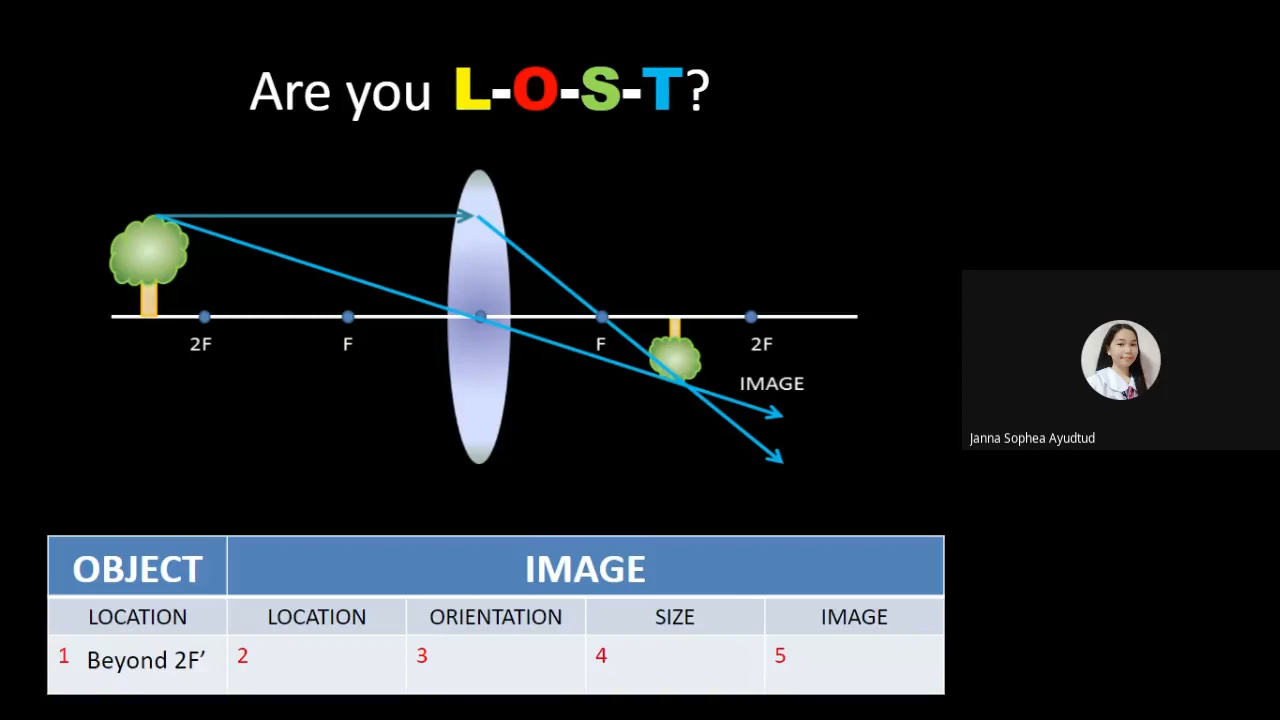 Are you L-O-S-T?
2F
F
F
2F
IMAGE
Janna Sophea Ayudtud
OBJECT
IMAGE
LOCATION
LOCATION
ORIENTATION
SIZE
IMAGE
1 Beyond 2F’
2
3
4
5